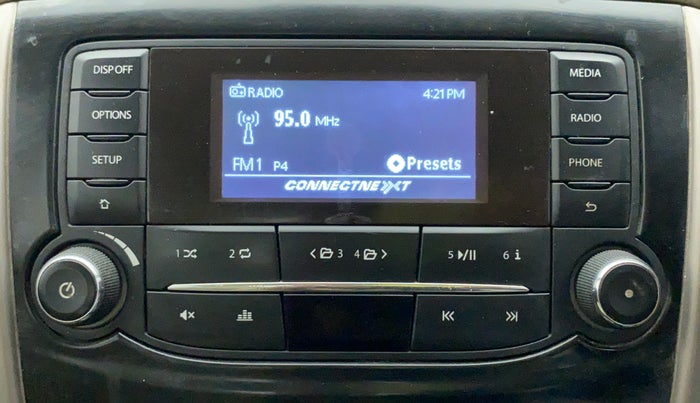 DISP OFF
OPTIONS
SETUP
RADIO 4:21 PM
95.0 MHz
FM1 P4 Presets
CONNECTNEXT
MEDIA
RADIO
PHONE
1 2 < 3 4 > 5 6 i